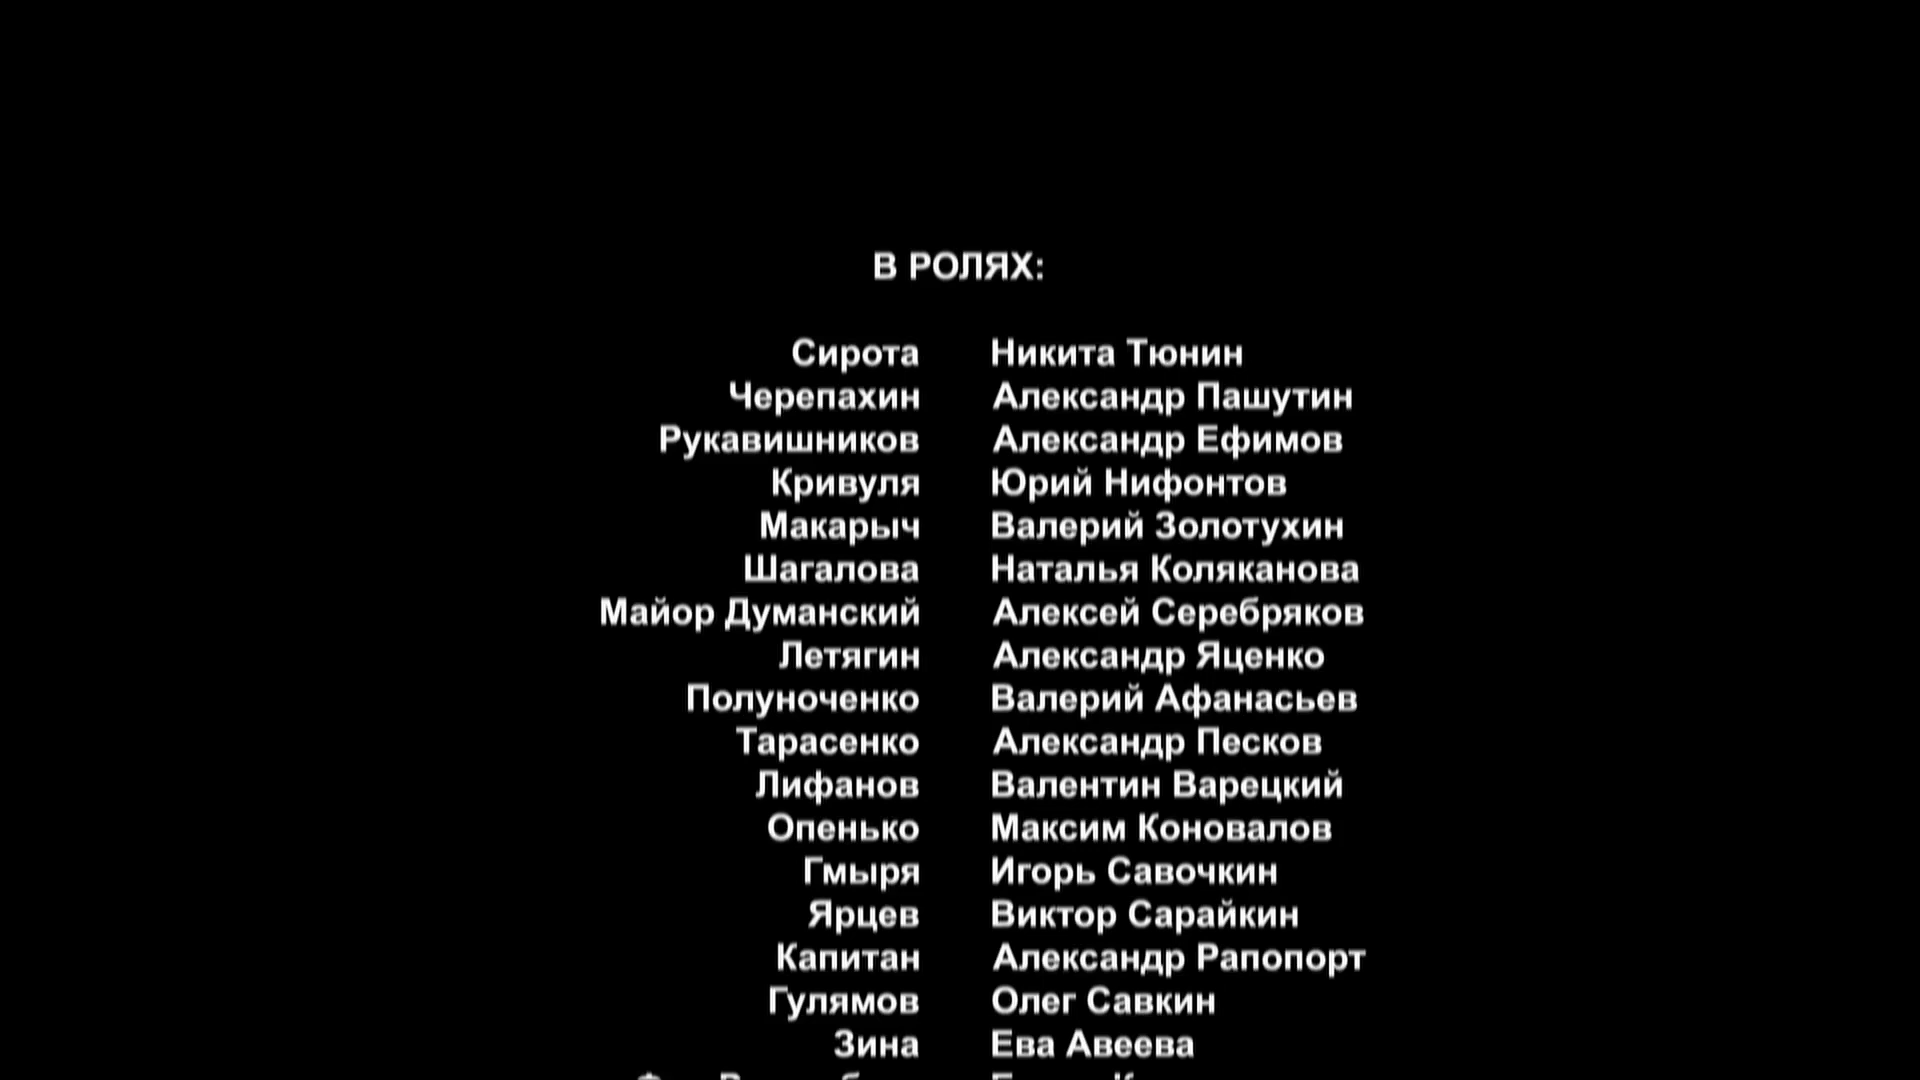 В РОЛЯХ:
Сирота Никита Тюнин
Черепахин Александр Пашутин
Рукавишников Александр Ефимов
Кривуля Юрий Нифонтов
Макарыч Валерий Золотухин
Шагалова Наталья Коляканова
Майор Думанский Алексей Серебряков
Летягин Александр Яценко
Полуноченко Валерий Афанасьев
Тарасенко Александр Песков
Лифанов Валентин Варецкий
Опенько Максим Коновалов
Гмыря Игорь Савочкин
Ярцев Виктор Сарайкин
Капитан Александр Рапопорт
Гулямов Олег Савкин
Зина Ева Авеева